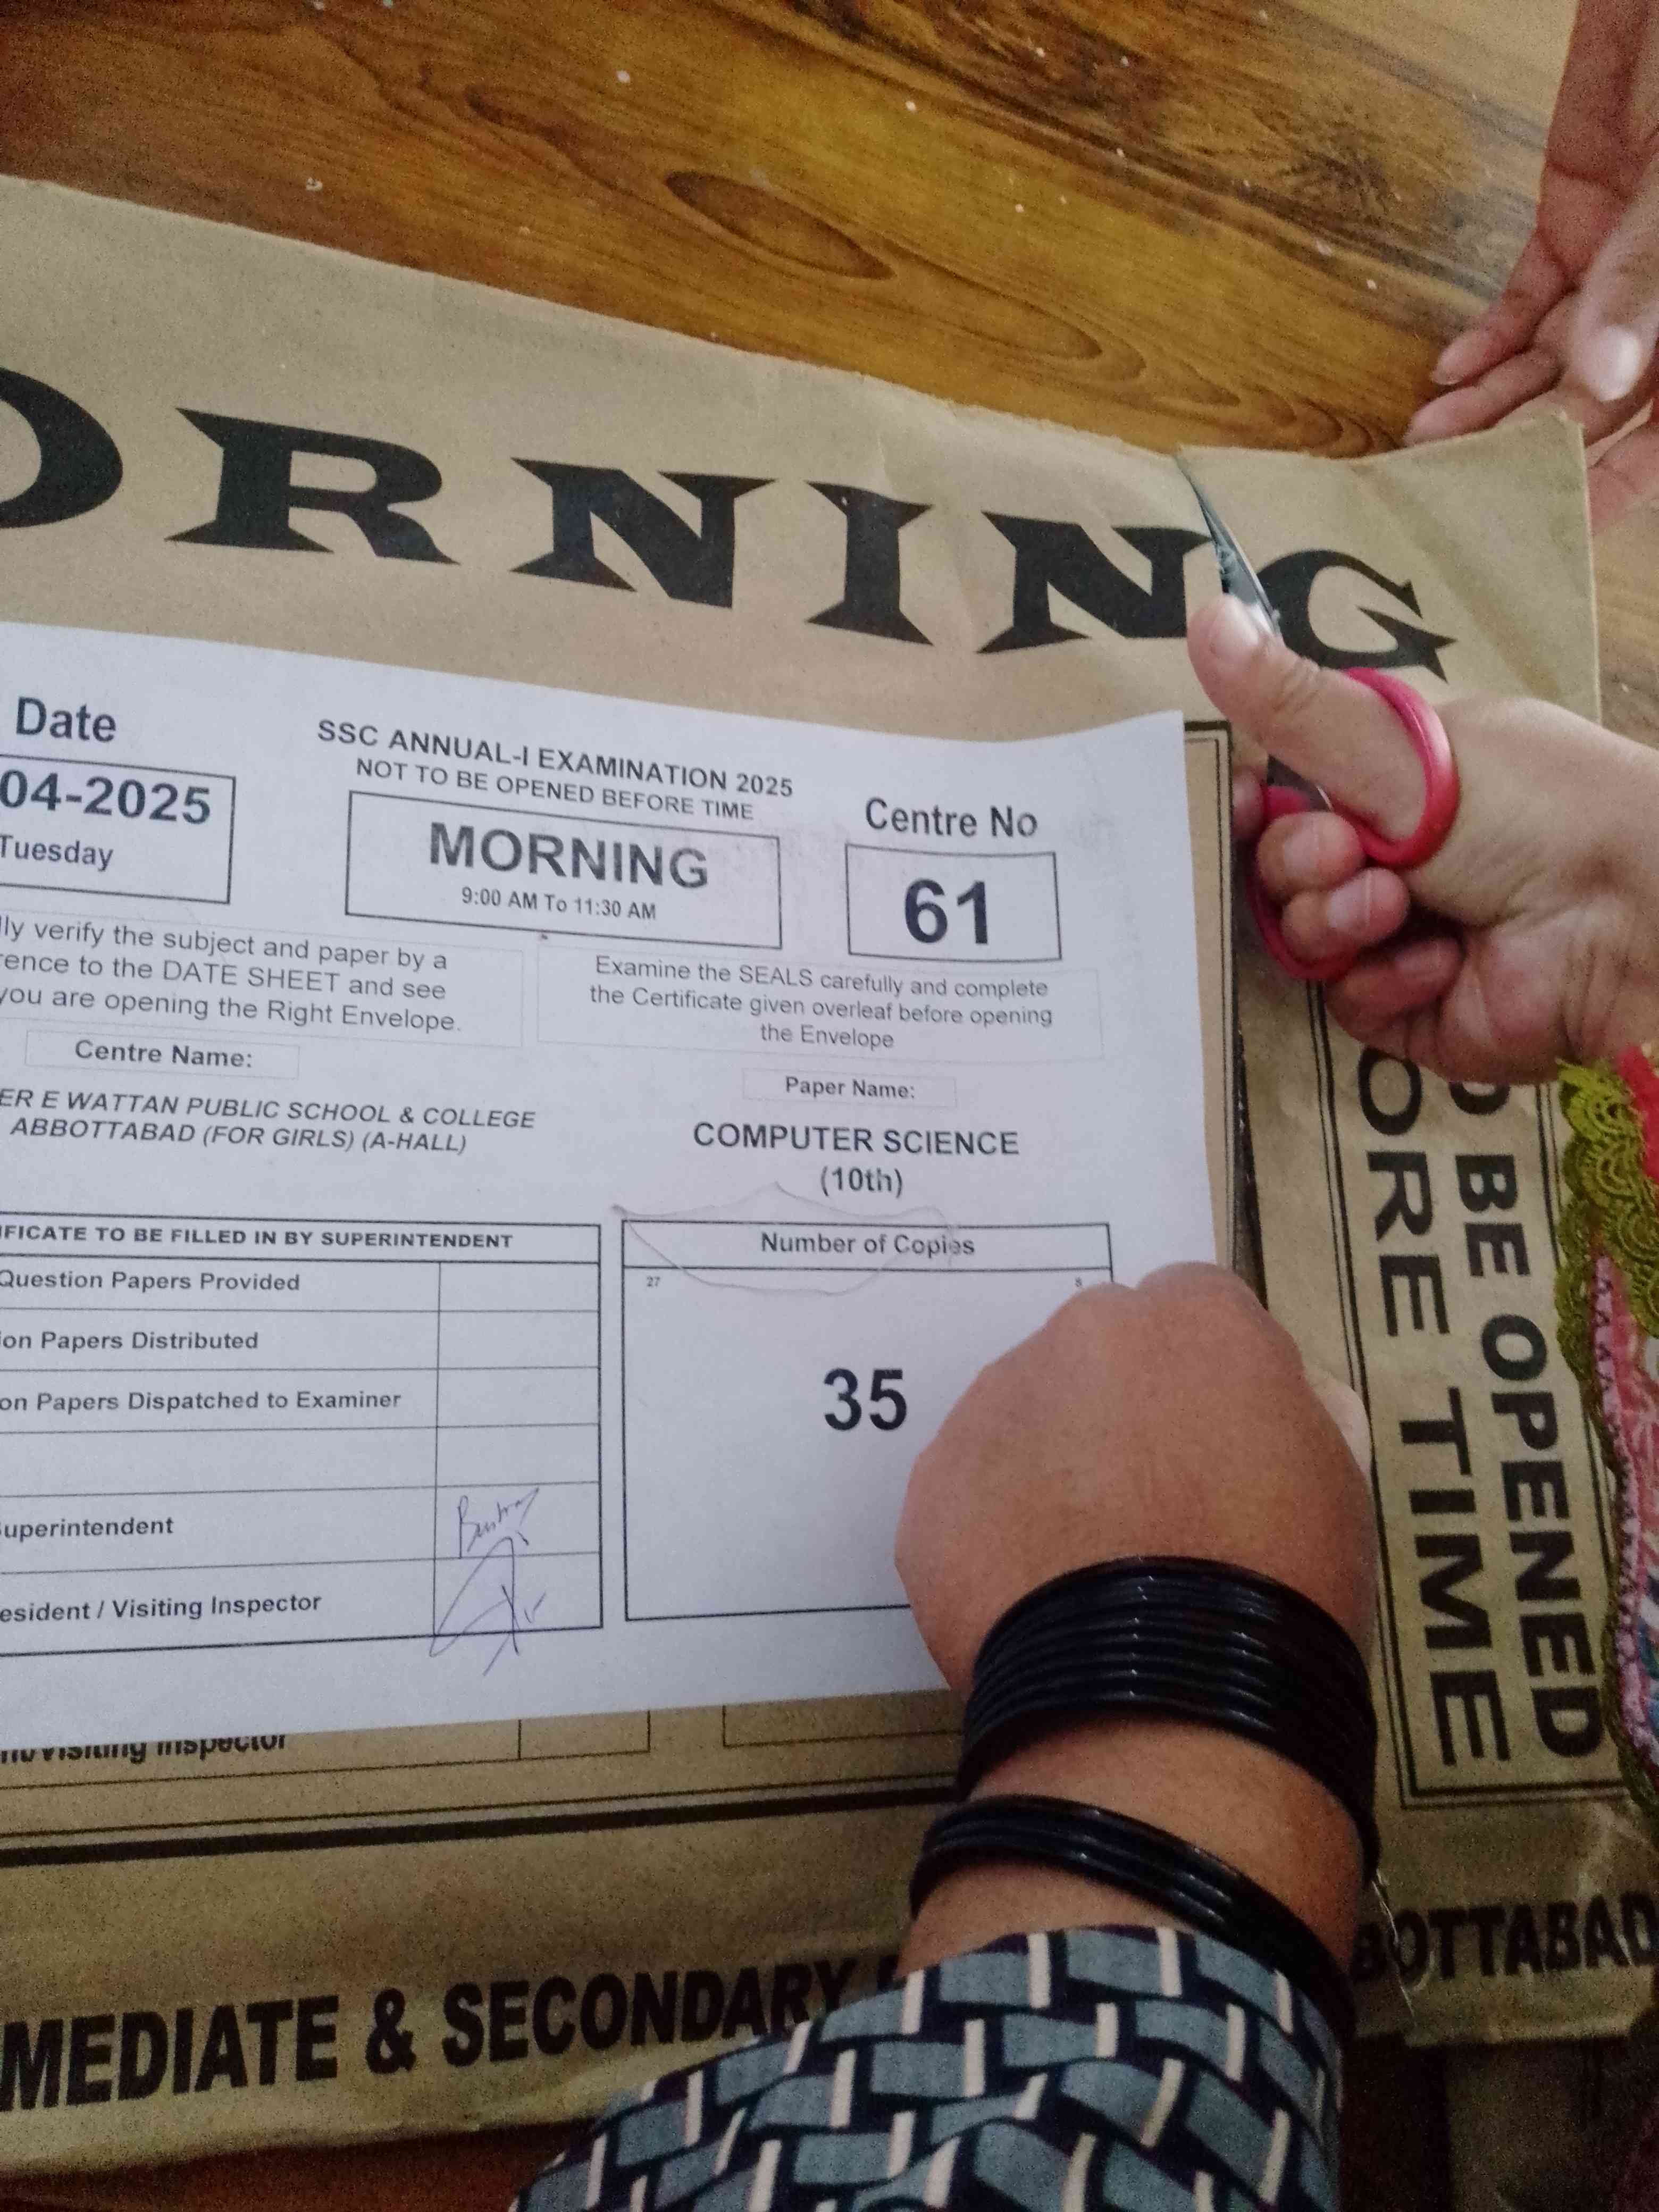 ORNING
Date
04-2025
Tuesday
SSC ANNUAL-I EXAMINATION 2025
NOT TO BE OPENED BEFORE TIME
MORNING
9:00 AM To 11:30 AM
Centre No
61
lly verify the subject and paper by a
rence to the DATE SHEET and see
you are opening the Right Envelope.
Examine the SEALS carefully and complete
the Certificate given overleaf before opening
the Envelope
Centre Name:
ER E WATTAN PUBLIC SCHOOL & COLLEGE
ABBOTTABAD (FOR GIRLS) (A-HALL)
Paper Name:
COMPUTER SCIENCE
(10th)
IFICATE TO BE FILLED IN BY SUPERINTENDENT
Question Papers Provided
ion Papers Distributed
on Papers Dispatched to Examiner
Superintendent
esident / Visiting Inspector
Number of Copies
27 8
35
O BE OPENED
ORE TIME
nt/Visiting Inspector
MEDIATE & SECONDARY BOTTABAD